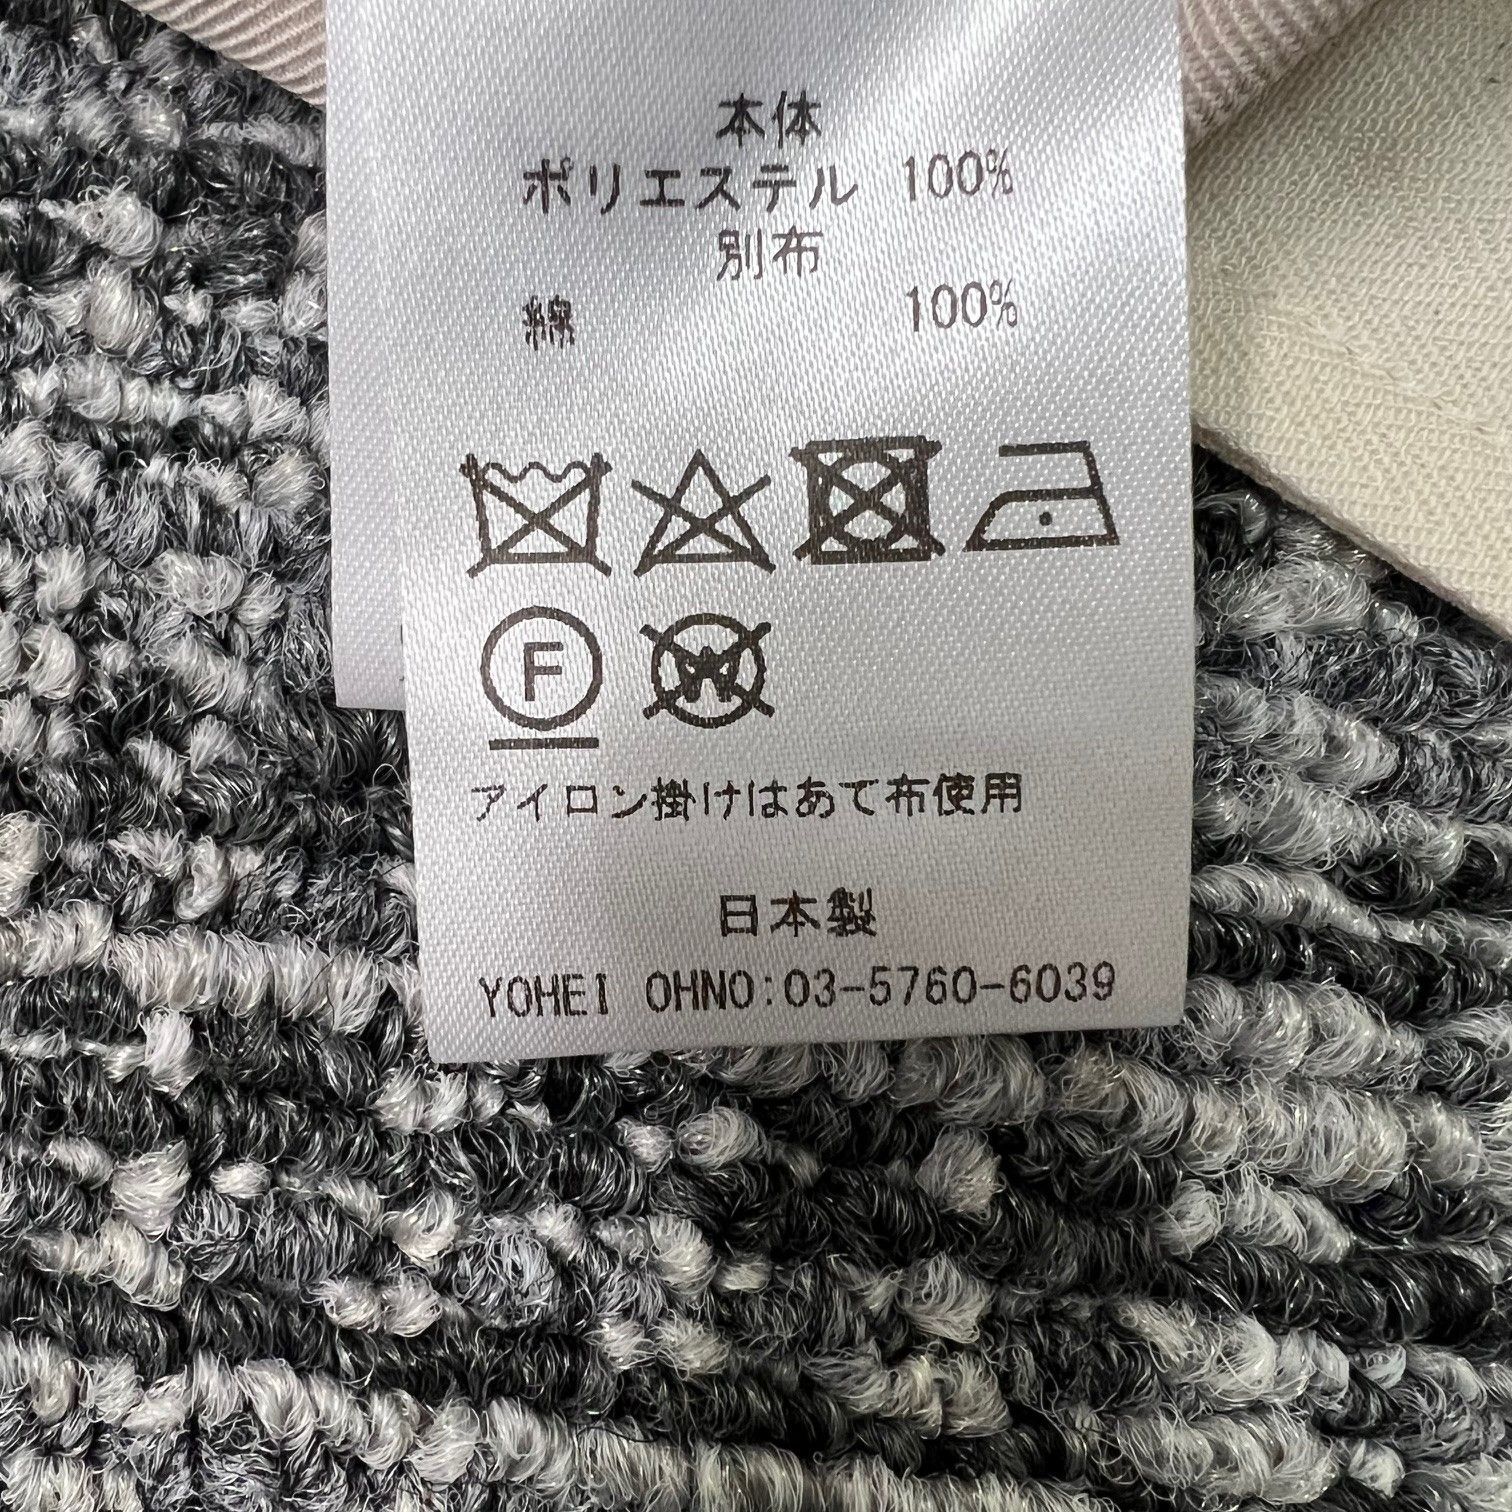 本体
ポリエステル 100%
別布
綿 100%
F
W
アイロン掛けはあて布使用
日本製
YOHEI OHNO:03-5760-6039